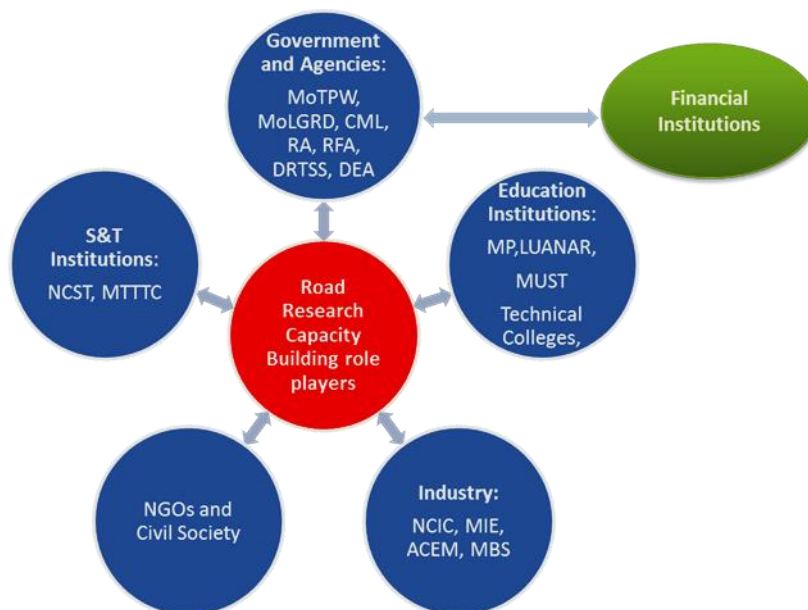 Government
and Agencies:
MoTPW,
MoLGRD, CML,
RA, RFA,
DRTSS, DEA
Financial
Institutions
S&T
Institutions:
NCST, MTTTC
Education
Institutions:
MP,LUANAR,
MUST
Technical
Colleges,
Road
Research
Capacity
Building role
players
NGOs and
Civil Society
Industry:
NCIC, MIE,
ACEM, MBS